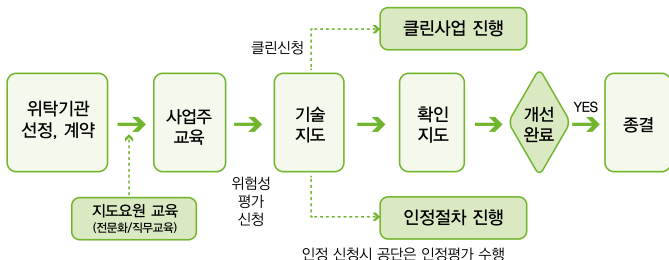 클린사업 진행
클린신청
위탁기관
선정, 계약
사업주
교육
기술
지도
확인
지도
개선
완료
YES
종결
위험성
평가
신청
지도요원 교육
(전문화/직무교육)
인정절차 진행
인정 신청시 공단은 인정평가 수행